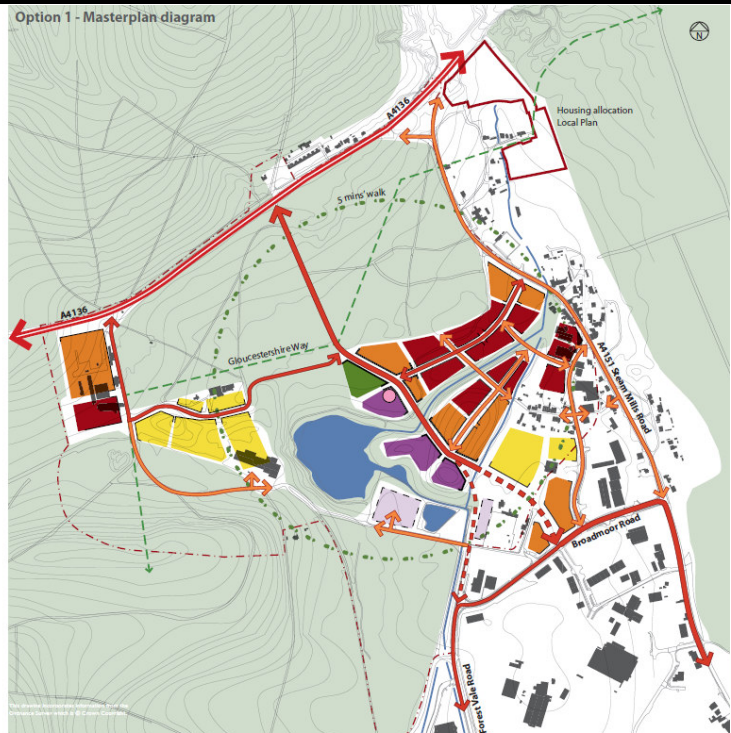 Option 1 - Masterplan diagram
N
A4136
Housing allocation
Local Plan
5 mins' walk
A4136
Gloucestershire Way
A4151 Steam Mills Road
Broadmoor Road
Forest Vale Road